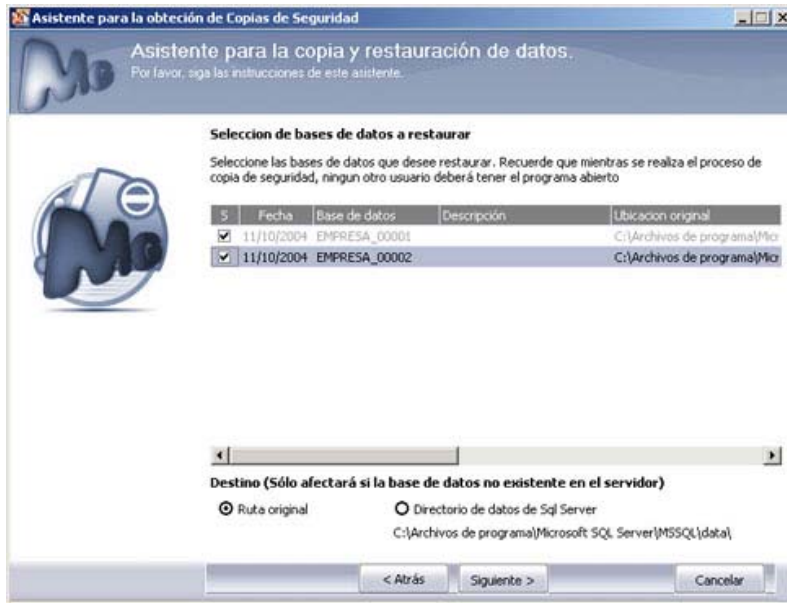 Asistente para la obteción de Copias de Seguridad
Mo
Asistente para la copia y restauración de datos.
Por favor, siga las instrucciones de este asistente.
Mo
Seleccion de bases de datos a restaurar
Seleccione las bases de datos que desee restaurar. Recuerde que mientras se realiza el proceso de
copia de seguridad, ningun otro usuario deberá tener el programa abierto
S Fecha Base de datos Descripción Ubicacion original
11/10/2004 EMPRESA_00001 C:\Archivos de programa\Micr
11/10/2004 EMPRESA_00002 C:\Archivos de programa\Micr
Destino (Sólo afectará si la base de datos no existente en el servidor)
Ruta original Directorio de datos de Sql Server
C:\Archivos de programa\Microsoft SQL Server\MSSQL\data\
< Atrás Siguiente > Cancelar